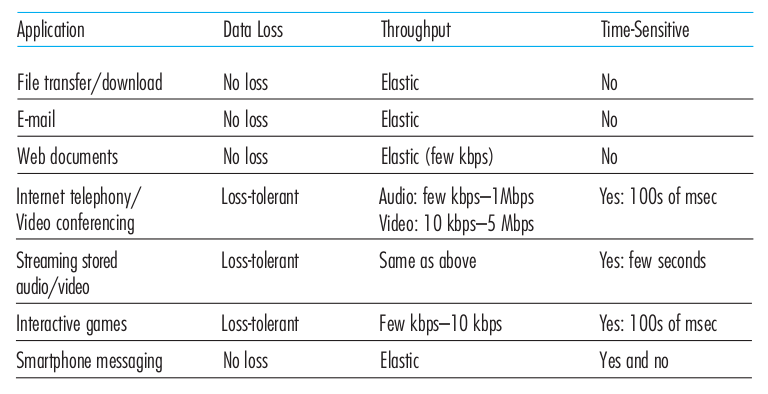 Application Data Loss Throughput Time-Sensitive
File transfer/download No loss Elastic No
E-mail No loss Elastic No
Web documents No loss Elastic (few kbps) No
Internet telephony/ Loss-tolerant Audio: few kbps–1Mbps Yes: 100s of msec
Video conferencing Video: 10 kbps–5 Mbps
Streaming stored Loss-tolerant Same as above Yes: few seconds
audio/video
Interactive games Loss-tolerant Few kbps–10 kbps Yes: 100s of msec
Smartphone messaging No loss Elastic Yes and no